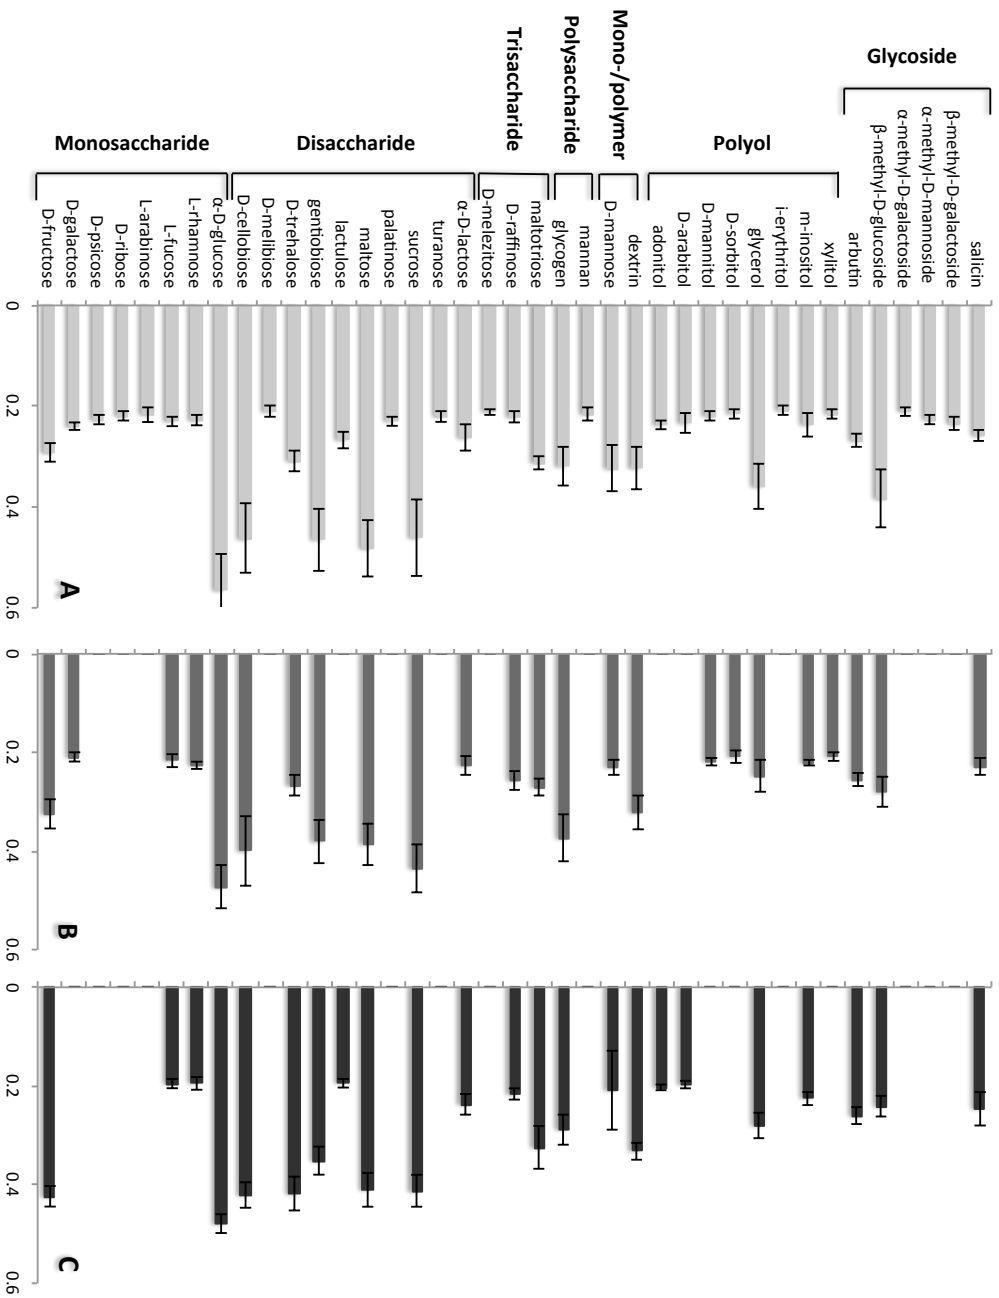 Monosaccharide
Disaccharide
Trisaccharide
Polysaccharide
Mono-/polymer
Polyol
Glycoside
D-fructose
D-galactose
D-psicose
D-ribose
L-arabinose
L-fucose
L-rhamnose
α-D-glucose
D-cellobiose
D-melibiose
D-trehalose
gentiobiose
lactulose
maltose
palatinose
sucrose
turanose
α-D-lactose
D-melezitose
D-raffinose
maltotriose
glycogen
mannan
D-mannose
dextrin
adonitol
D-arabitol
D-mannitol
D-sorbitol
glycerol
i-erythritol
m-inositol
xylitol
arbutin
β-methyl-D-glucoside
α-methyl-D-galactoside
α-methyl-D-mannoside
β-methyl-D-galactoside
salicin
0
0.2
0.4
0.6
A
0
0.2
0.4
0.6
B
0
0.2
0.4
0.6
C